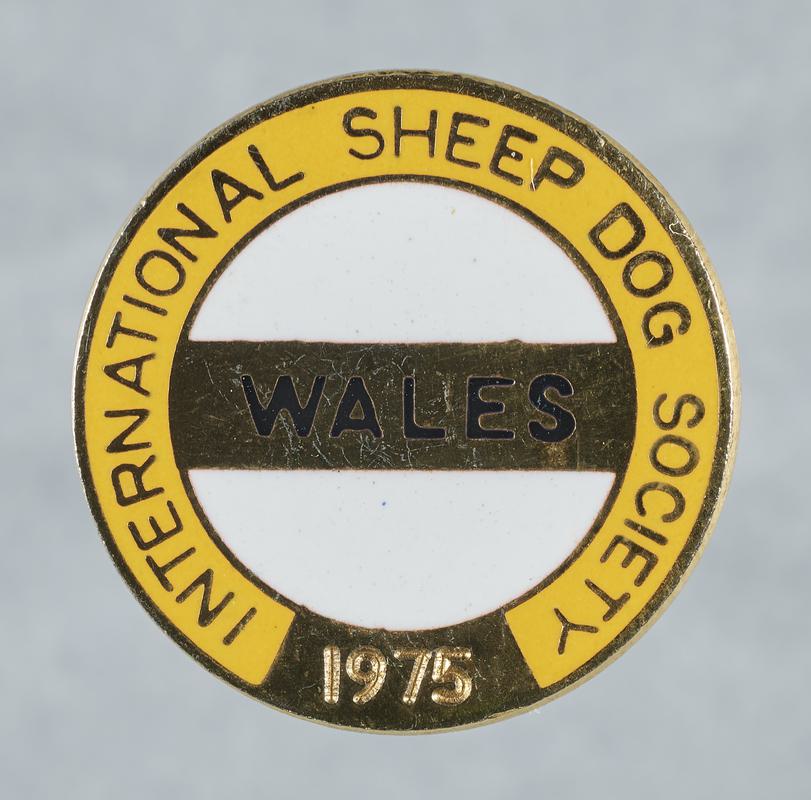 INTERNATIONAL SHEEP DOG SOCIETY
WALES
1975